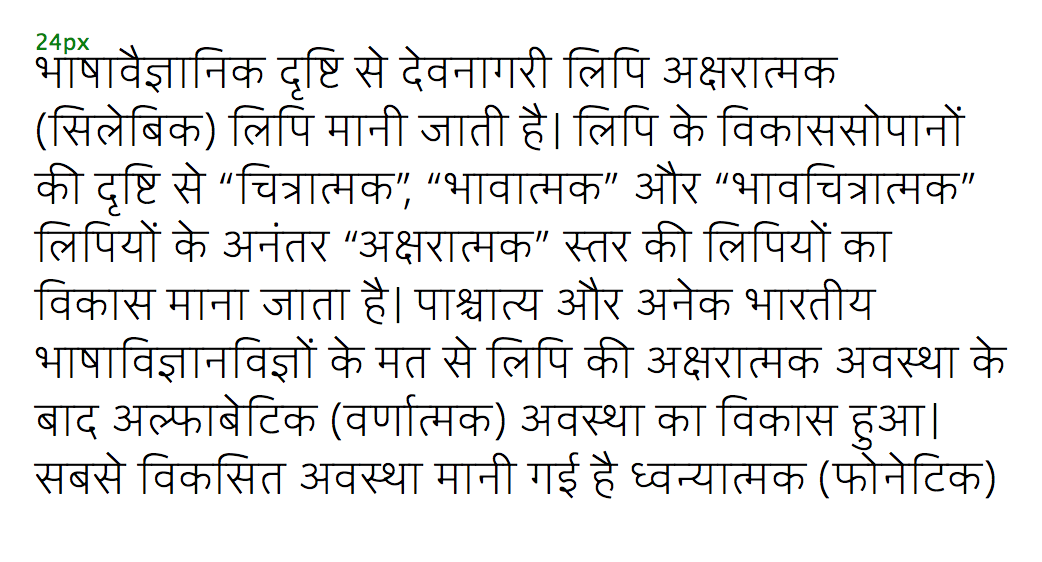 24px
भाषावैज्ञानिक दृष्टि से देवनागरी लिपि अक्षरात्मक
(सिलेबिक) लिपि मानी जाती है। लिपि के विकाससोपानों
की दृष्टि से “चित्रात्मक”, “भावात्मक” और “भावचित्रात्मक”
लिपियों के अनंतर “अक्षरात्मक” स्तर की लिपियों का
विकास माना जाता है। पाश्चात्य और अनेक भारतीय
भाषाविज्ञानविज्ञों के मत से लिपि की अक्षरात्मक अवस्था के
बाद अल्फाबेटिक (वर्णात्मक) अवस्था का विकास हुआ।
सबसे विकसित अवस्था मानी गई है ध्वन्यात्मक (फोनेटिक)